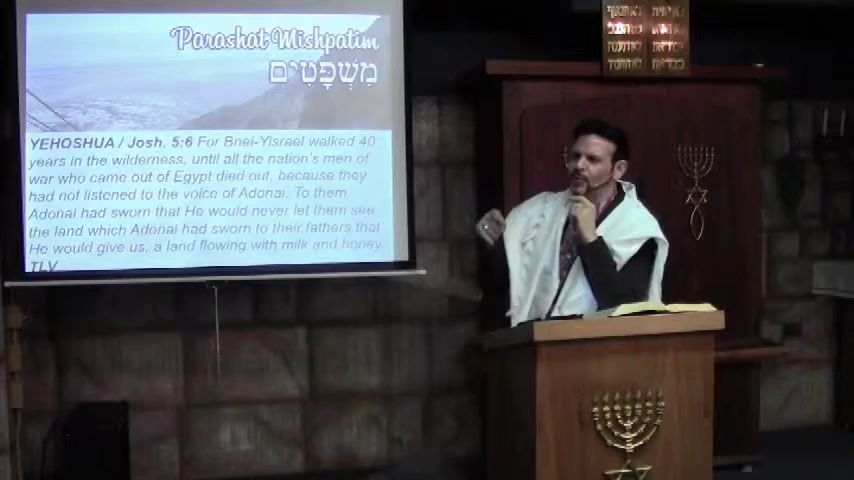 Parashat Mishpatim
מִשְׁפָּטִים
YEHOSHUA / Josh. 5:6 For Bnei-Yisrael walked 40
years in the wilderness, until all the nation's men of
war who came out of Egypt died out, because they
had not listened to the voice of Adonai. To them
Adonai had sworn that He would never let them see
the land which Adonai had sworn to their fathers that
He would give us, a land flowing with milk and honey.
TLV